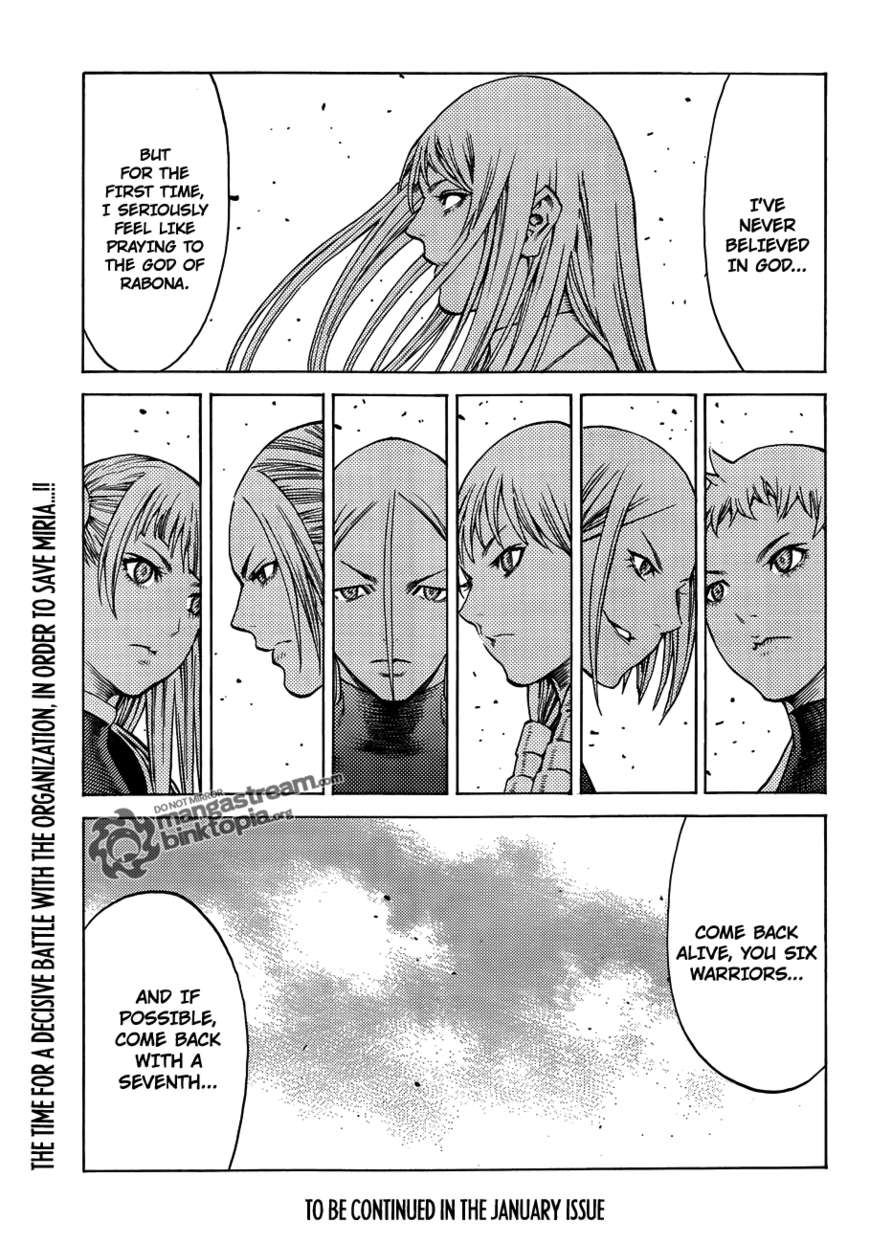 I'VE
NEVER
BELIEVED
IN GOD...
BUT
FOR THE
FIRST TIME,
I SERIOUSLY
FEEL LIKE
PRAYING TO
THE GOD OF
RABONA.
COME BACK
ALIVE, YOU SIX
WARRIORS...
AND IF
POSSIBLE,
COME BACK
WITH A
SEVENTH...
THE TIME FOR A DECISIVE BATTLE WITH THE ORGANIZATION, IN ORDER TO SAVE MIRIA...!!
DO NOT MIRROR
mangastream.com
binktopia.org
TO BE CONTINUED IN THE JANUARY ISSUE